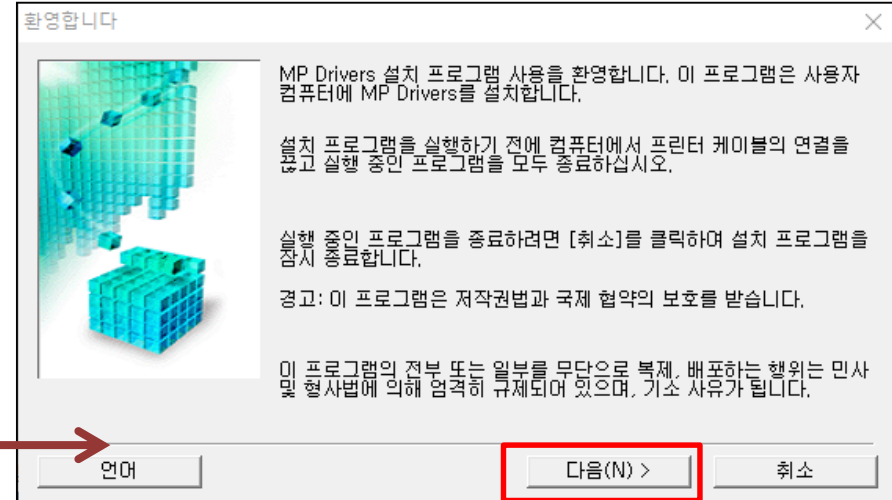 환영합니다
MP Drivers 설치 프로그램 사용을 환영합니다. 이 프로그램은 사용자
컴퓨터에 MP Drivers를 설치합니다.
설치 프로그램을 실행하기 전에 컴퓨터에서 프린터 케이블의 연결을
끊고 실행 중인 프로그램을 모두 종료하십시오.
실행 중인 프로그램을 종료하려면 [취소]를 클릭하여 설치 프로그램을
잠시 종료합니다.
경고: 이 프로그램은 저작권법과 국제 협약의 보호를 받습니다.
이 프로그램의 전부 또는 일부를 무단으로 복제, 배포하는 행위는 민사
및 형사법에 의해 엄격히 규제되어 있으며, 기소 사유가 됩니다.
언어
다음(N) >
취소